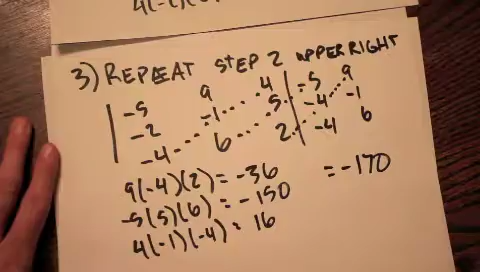 3) REPEAT STEP 2 UPPER RIGHT
| -5 9 4 | -5 9
-2 -1 5 -4 -1
-4 6 2 -4 6
9(-4)(2) = -36 = -170
-5(5)(6) = -150
4(-1)(-4) = 16